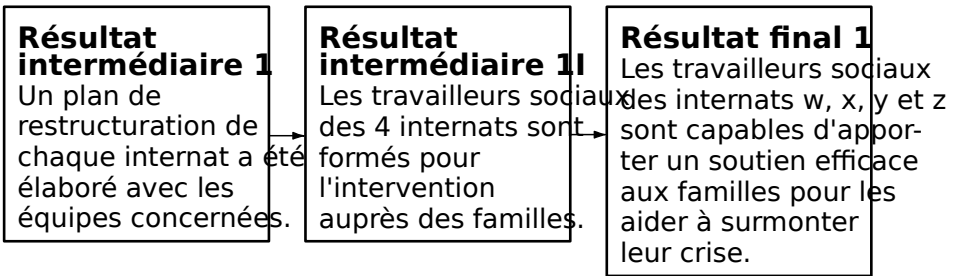 Résultat
intermédiaire 1
Un plan de
restructuration de
chaque internat a été
élaboré avec les
équipes concernées.
Résultat
intermédiaire 1I
Les travailleurs sociaux
des 4 internats sont
formés pour
l'intervention
auprès des familles.
Résultat final 1
Les travailleurs sociaux
des internats w, x, y et z
sont capables d'appor-
ter un soutien efficace
aux familles pour les
aider à surmonter
leur crise.